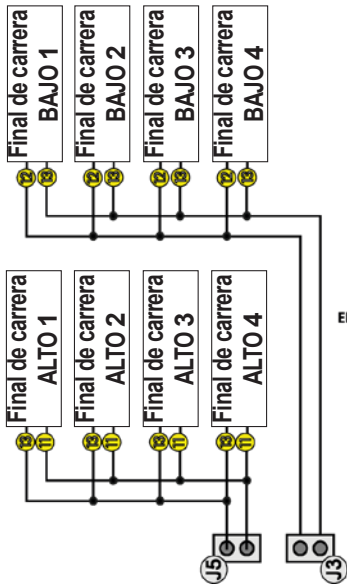 Final de carrera
BAJO 1
12
13
Final de carrera
BAJO 2
12
13
Final de carrera
BAJO 3
12
13
Final de carrera
BAJO 4
12
13
Final de carrera
ALTO 1
13
11
Final de carrera
ALTO 2
13
11
Final de carrera
ALTO 3
13
11
Final de carrera
ALTO 4
13
11
J5
J3